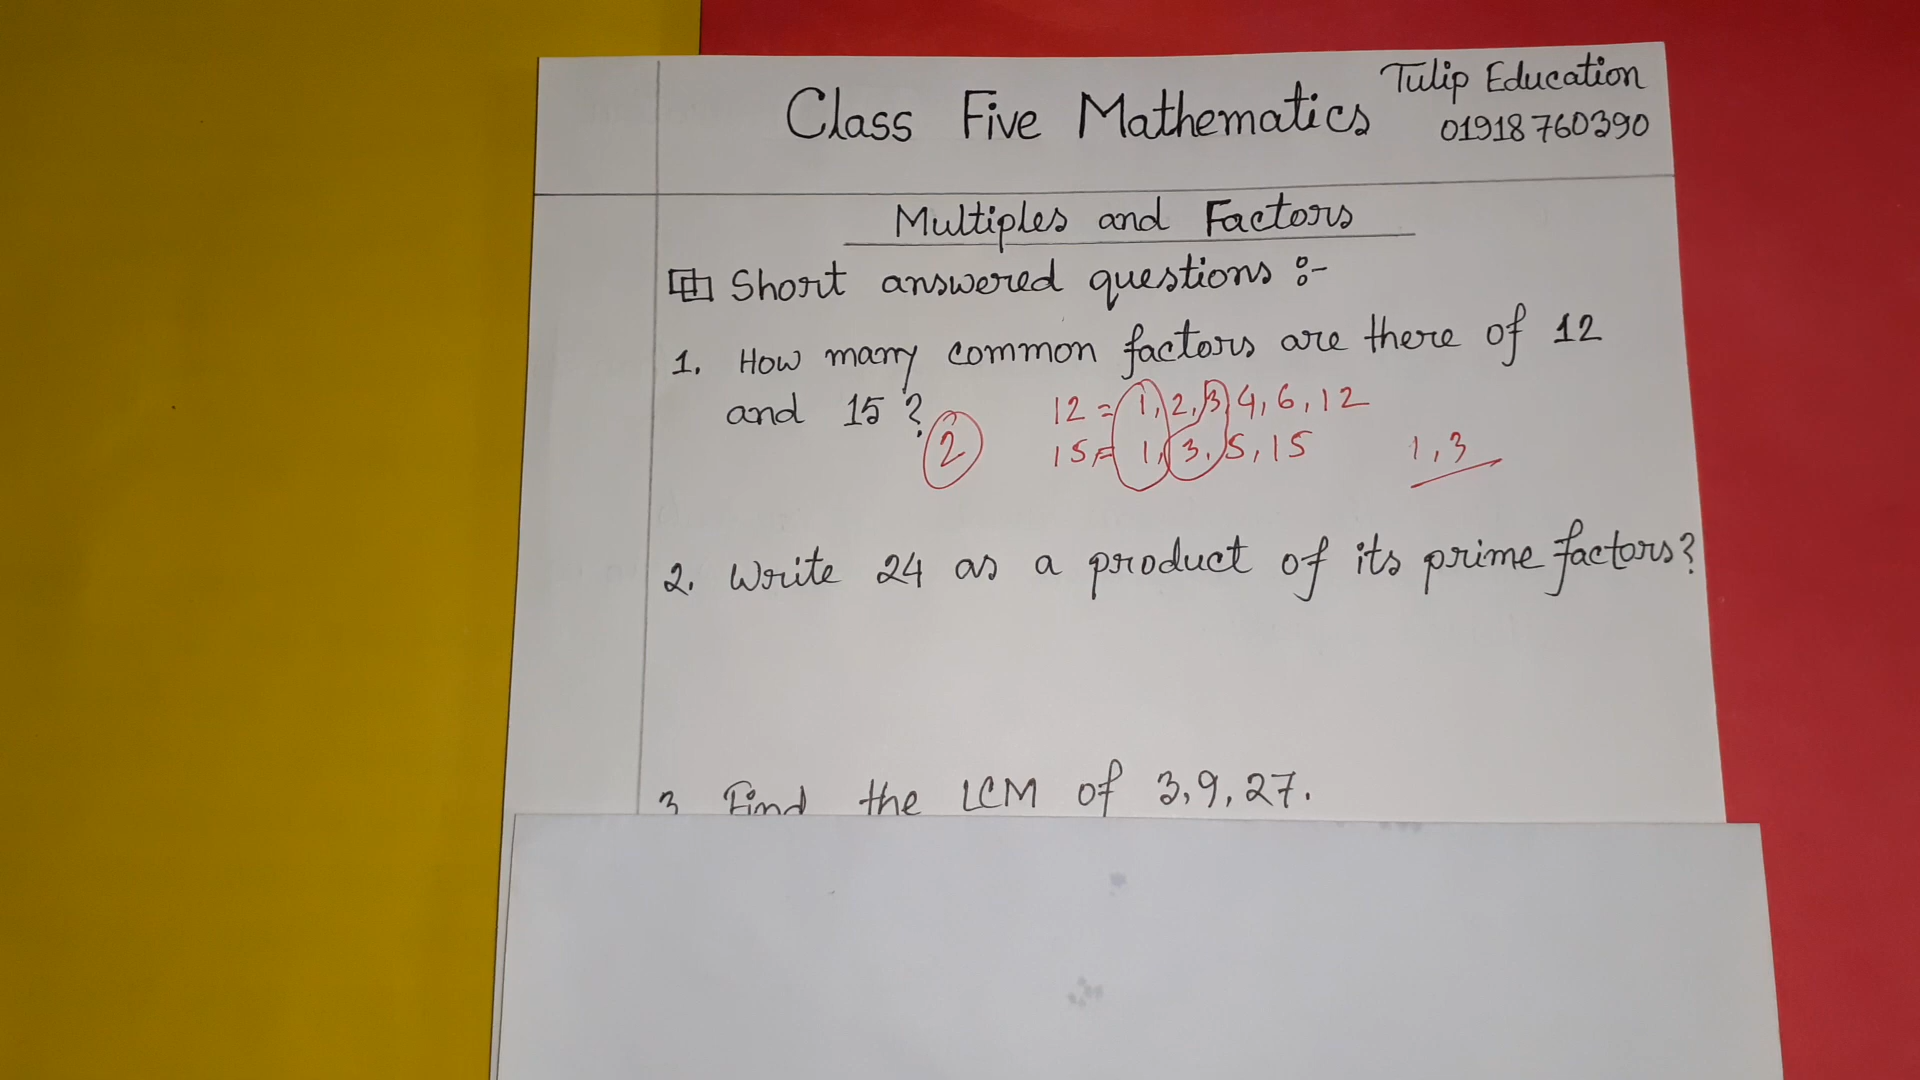 Class Five Mathematics
Tulip Education
01918760390
Multiples and Factors
Short answered questions :-
1. How many common factors are there of 12
and 15 ?
2
12 = 1, 2, 3, 4, 6, 12
15 = 1, 3, 5, 15
1, 3
2. Write 24 as a product of its prime factors?
3 Find the LCM of 3, 9, 27.